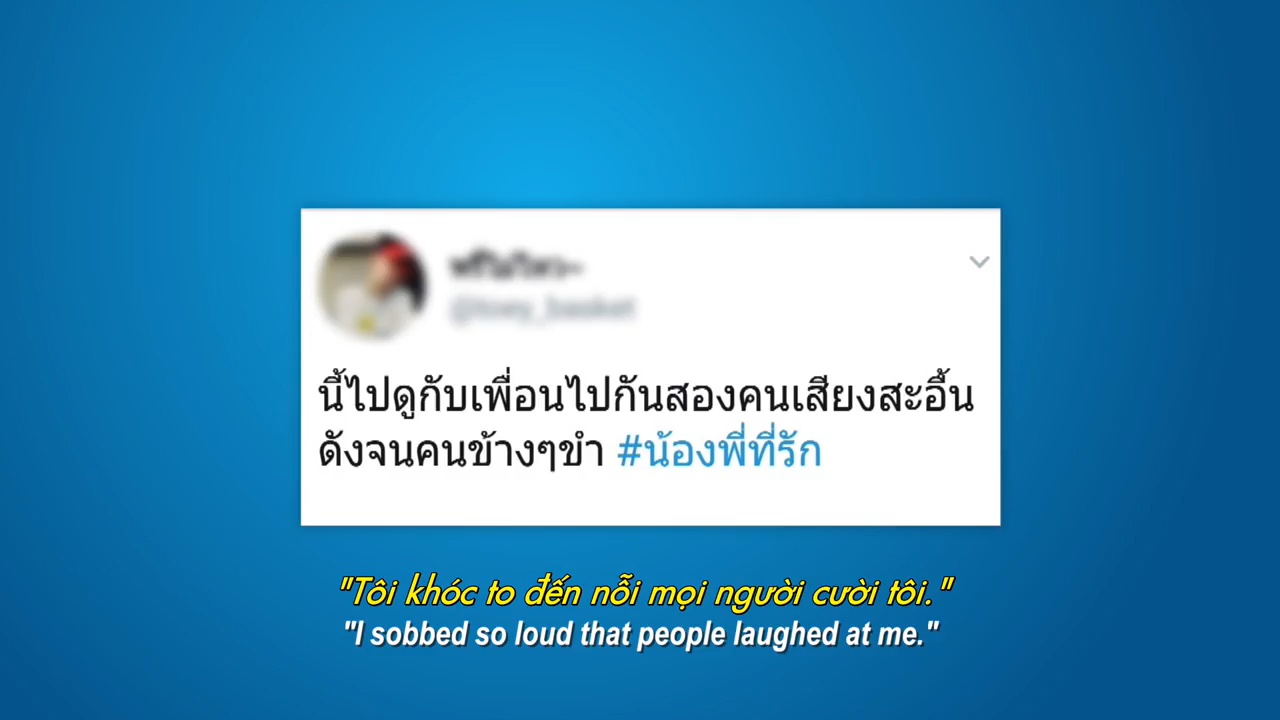 นี้ไปดูกับเพื่อนไปกันสองคนเสียงสะอื้น
ดังจนคนข้างๆขำ #น้องพี่ที่รัก
"Tôi khóc to đến nỗi mọi người cười tôi."
"I sobbed so loud that people laughed at me."